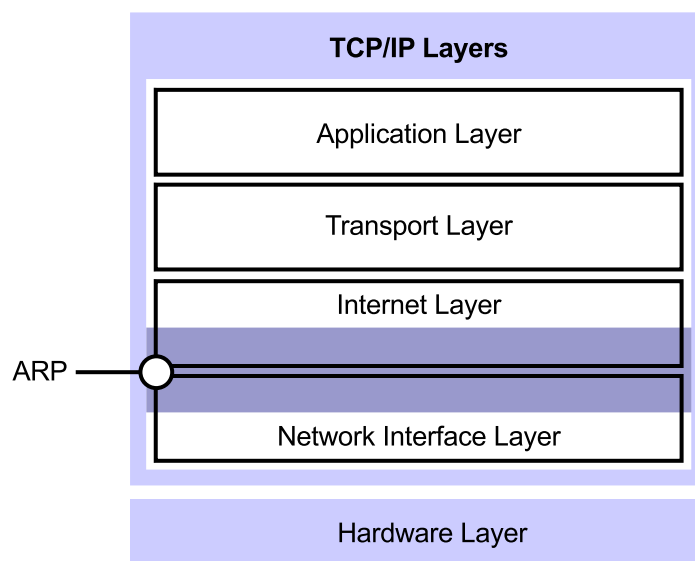 TCP/IP Layers
Application Layer
Transport Layer
Internet Layer
ARP
Network Interface Layer
Hardware Layer